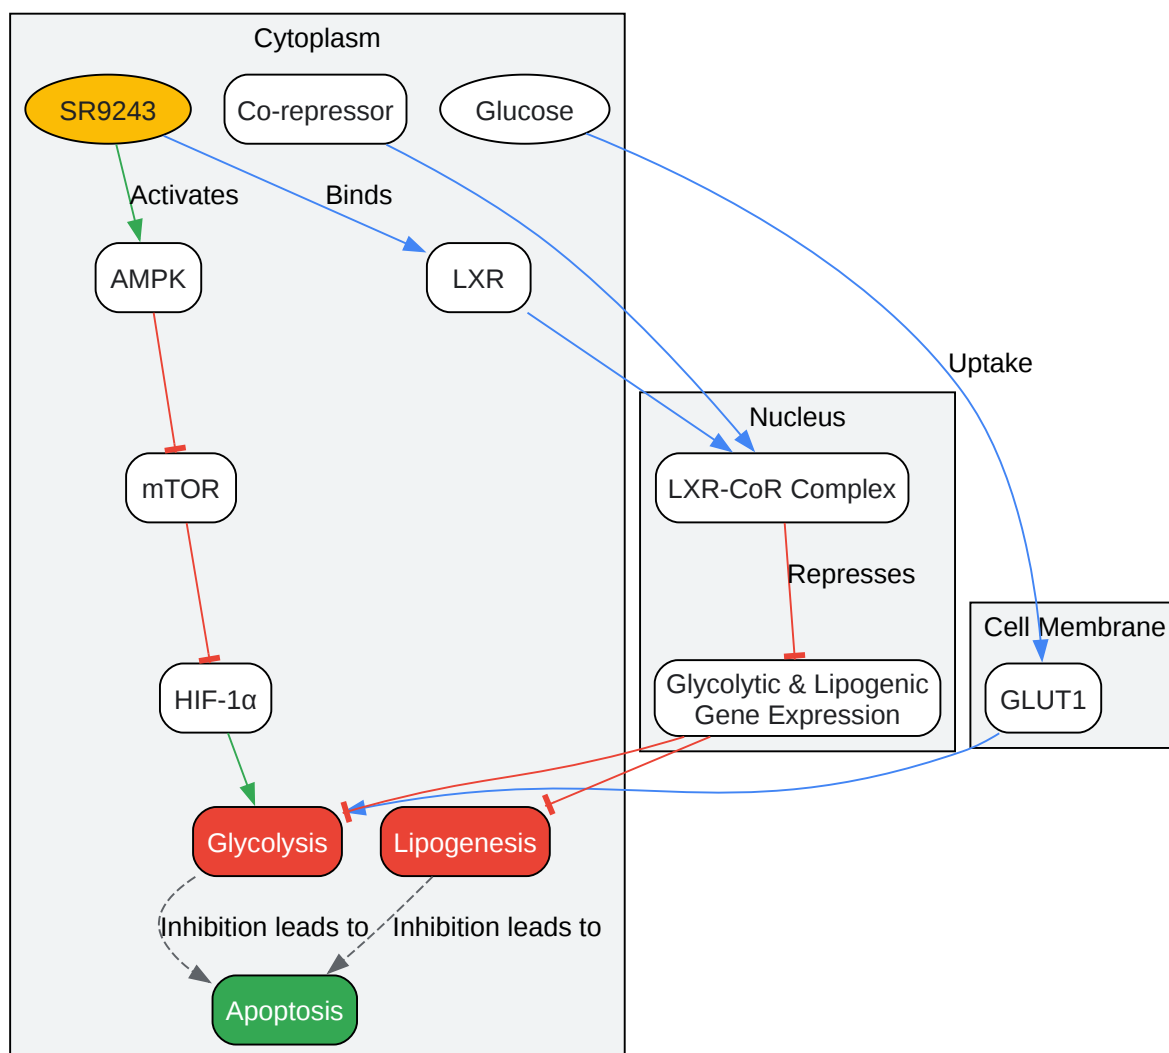 Cytoplasm
SR9243
Co-repressor
Glucose
Activates
Binds
AMPK
LXR
Uptake
Nucleus
mTOR
LXR-CoR Complex
Represses
Cell Membrane
HIF-1α
Glycolytic & Lipogenic
Gene Expression
GLUT1
Glycolysis
Lipogenesis
Inhibition leads to
Inhibition leads to
Apoptosis